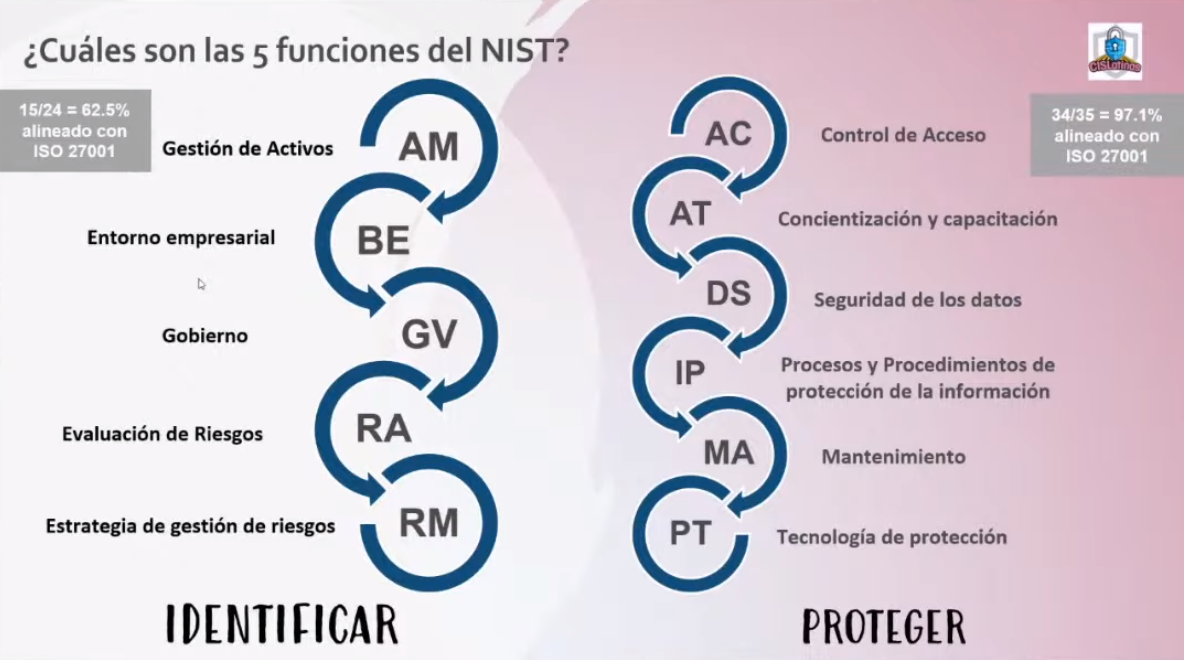 ¿Cuáles son las 5 funciones del NIST?
CISLatinos
15/24 = 62.5%
alineado con
ISO 27001
Gestión de Activos
AM
Entorno empresarial
BE
Gobierno
GV
Evaluación de Riesgos
RA
Estrategia de gestión de riesgos
RM
IDENTIFICAR
34/35 = 97.1%
alineado con
ISO 27001
AC
Control de Acceso
AT
Concientización y capacitación
DS
Seguridad de los datos
IP
Procesos y Procedimientos de
protección de la información
MA
Mantenimiento
PT
Tecnología de protección
PROTEGER